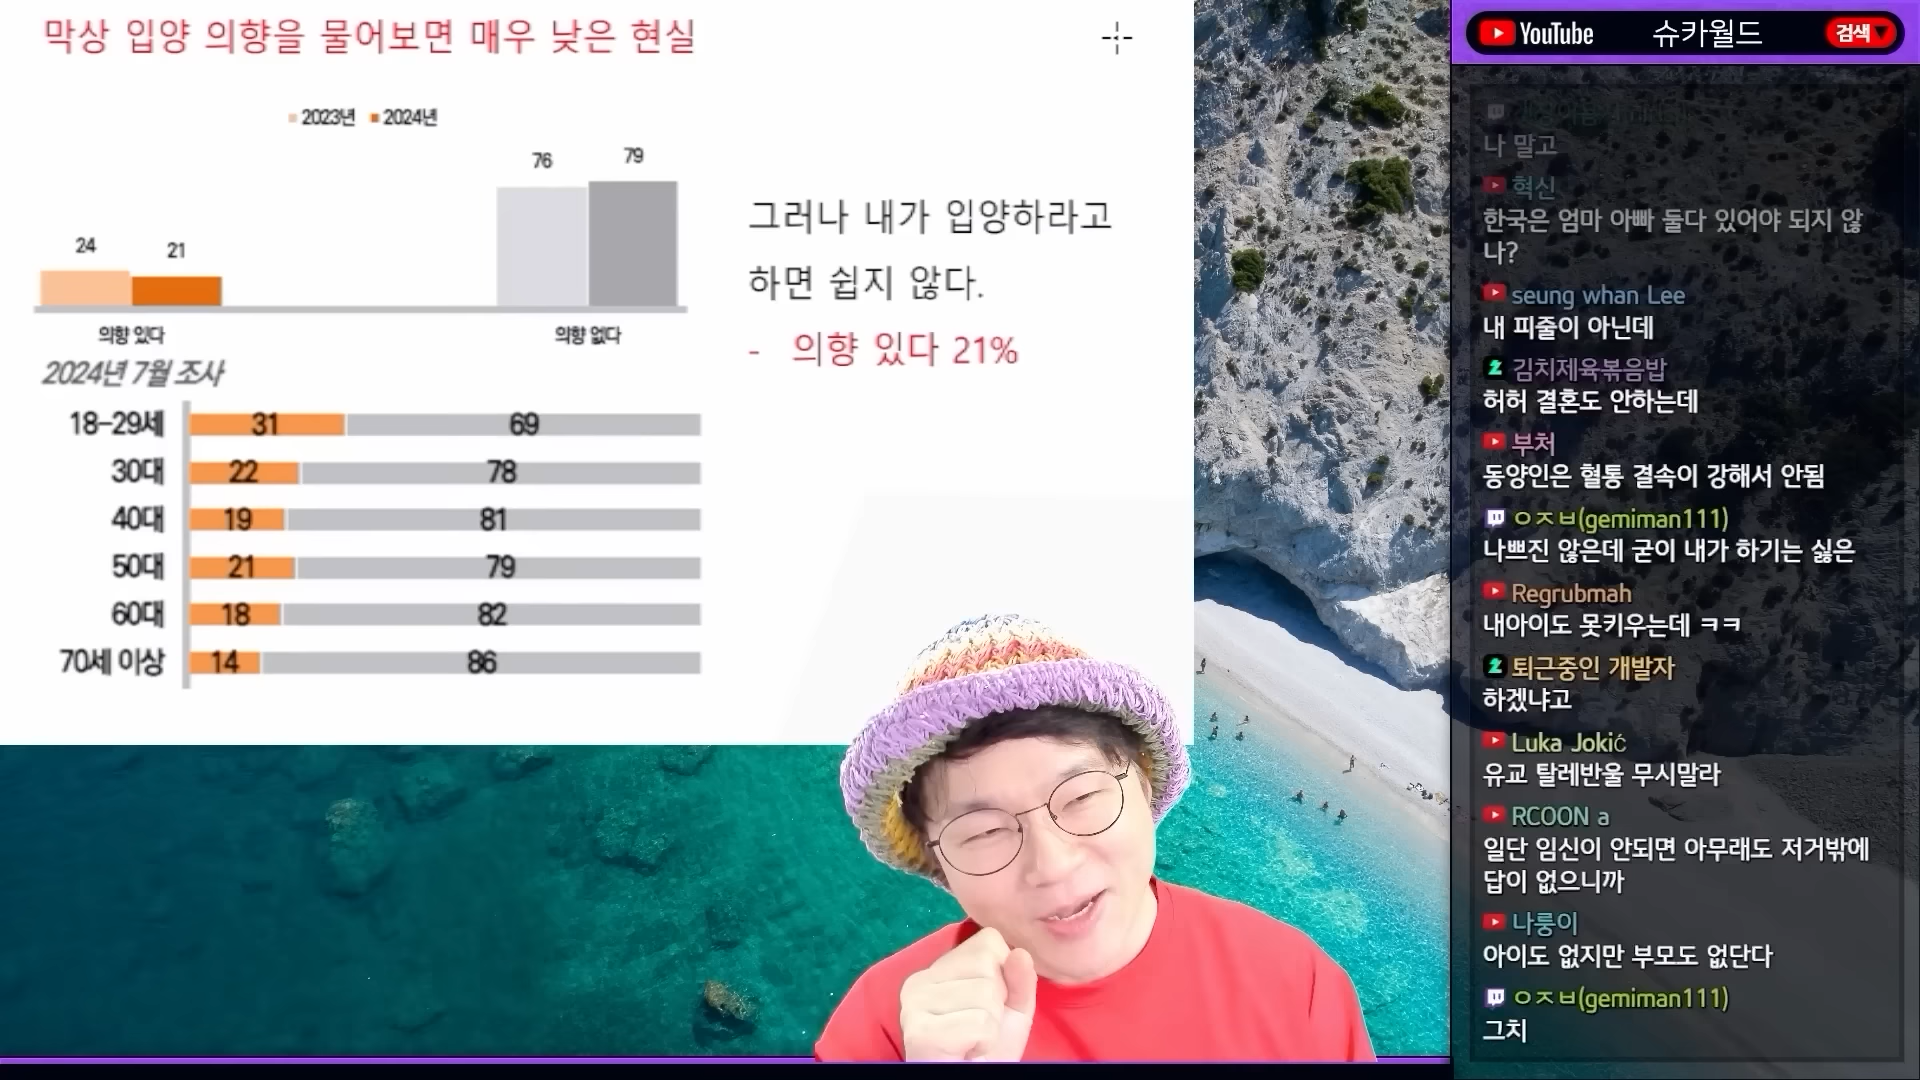 막상 입양 의향을 물어보면 매우 낮은 현실
2023년 2024년
24
21
76
79
의향 있다
의향 없다
2024년 7월 조사
18-29세 31 69
30대 22 78
40대 19 81
50대 21 79
60대 18 82
70세 이상 14 86
그러나 내가 입양하라고
하면 쉽지 않다.
- 의향 있다 21%
YouTube 슈카월드 검색
나 말고
혁신
한국은 엄마 아빠 둘다 있어야 되지 않
나?
seung whan Lee
내 피줄이 아닌데
김치제육볶음밥
허허 결혼도 안하는데
부처
동양인은 혈통 결속이 강해서 안됨
ㅇㅈㅂ(gemiman111)
나쁘진 않은데 굳이 내가 하기는 싫은
Regrubmah
내아이도 못키우는데 ㅋㅋ
퇴근중인 개발자
하겠냐고
Luka Jokić
유교 탈레반울 무시말라
RCOON a
일단 임신이 안되면 아무래도 저거밖에
답이 없으니까
나룽이
아이도 없지만 부모도 없단다
ㅇㅈㅂ(gemiman111)
그치